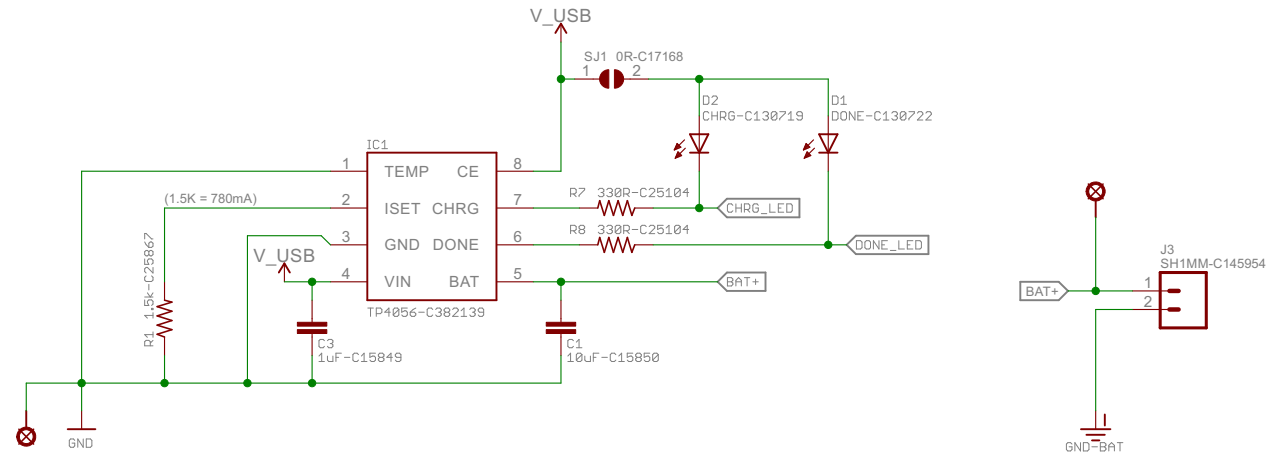 V_USB
SJ1 0R-C17168
1 2
D2
CHRG-C130719
D1
DONE-C130722
IC1
1 TEMP CE 8
(1.5K = 780mA)
2 ISET CHRG 7
R7 330R-C25104
CHRG_LED
3 GND DONE 6
R8 330R-C25104
DONE_LED
V_USB
4 VIN BAT 5
BAT+
TP4056-C382139
R1 1.5k-C25867
C3
1uF-C15849
C1
10uF-C15850
GND
J3
SH1MM-C145954
BAT+
1
2
GND-BAT